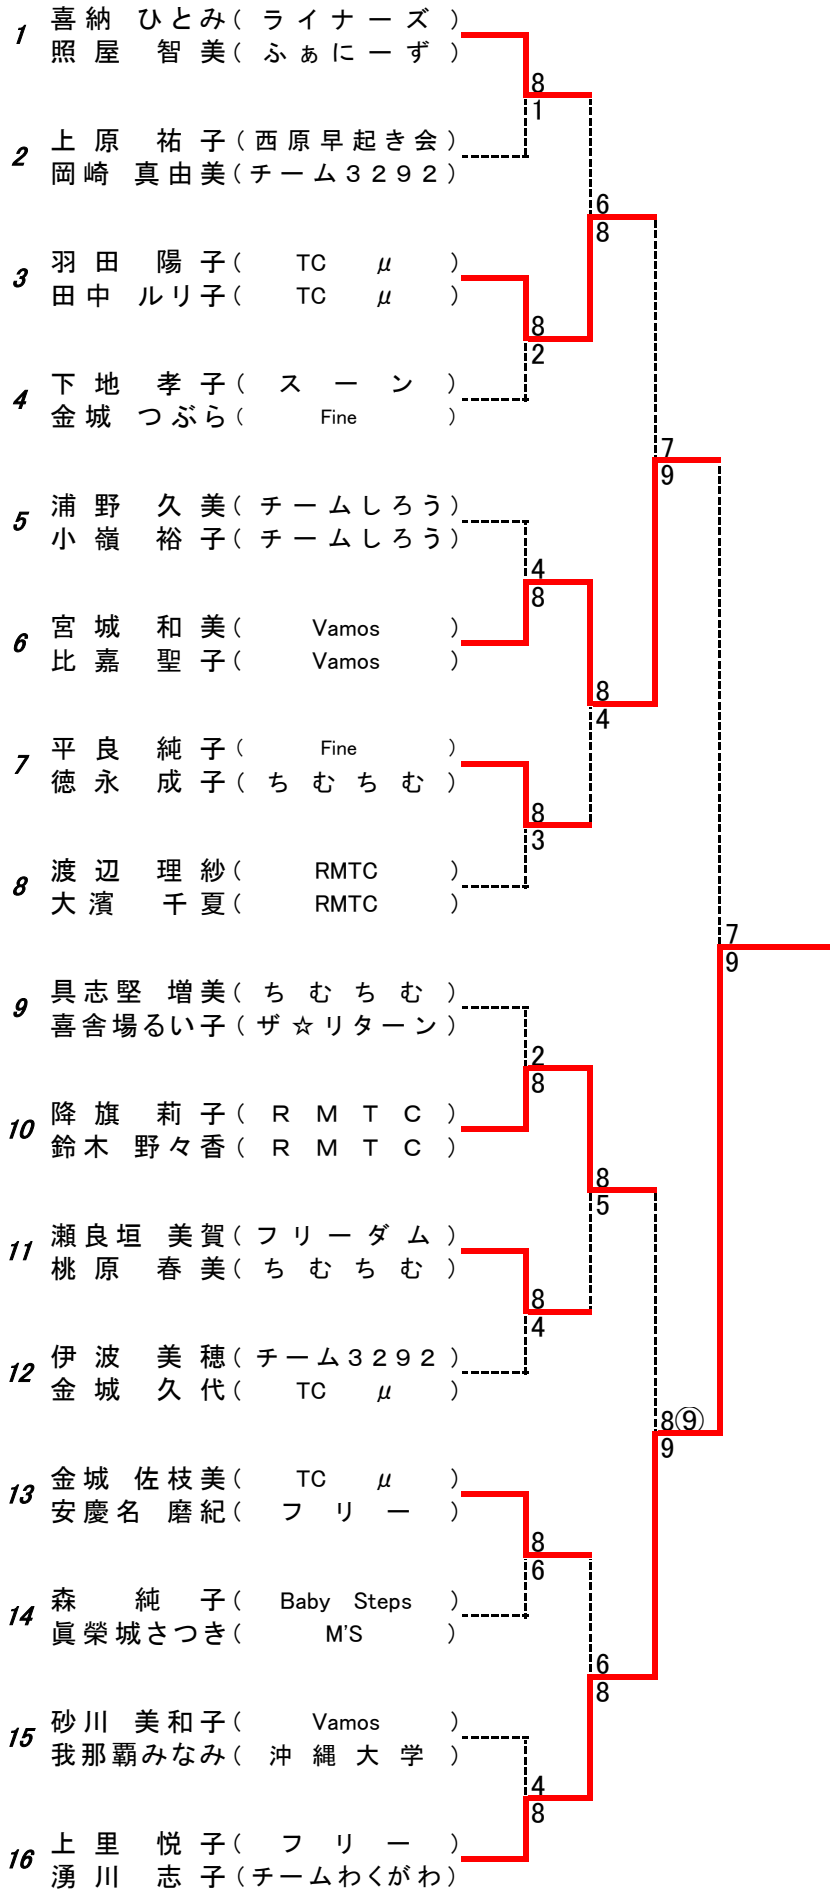 1 喜納 ひとみ( ライナーズ )
照屋 智美( ふぁにーず )
8
1
2 上原 祐子(西原早起き会)
岡崎 真由美(チーム3292)
6
8
3 羽田 陽子( TC μ )
田中 ルリ子( TC μ )
8
2
4 下地 孝子( スーン )
金城 つぶら( Fine )
7
9
5 浦野 久美( チームしろう )
小嶺 裕子( チームしろう )
4
8
6 宮城 和美( Vamos )
比嘉 聖子( Vamos )
8
4
7 平良 純子( Fine )
徳永 成子( ちむちむ )
8
3
8 渡辺 理紗( RMTC )
大濱 千夏( RMTC )
7
9
9 具志堅 増美( ちむちむ )
喜舎場るい子( ザ☆リターン )
2
8
10 降旗 莉子( RMTC )
鈴木 野々香( RMTC )
8
5
11 瀬良垣 美賀( フリーダム )
桃原 春美( ちむちむ )
8
4
12 伊波 美穂( チーム3292 )
金城 久代( TC μ )
8⑨
9
13 金城 佐枝美( TC μ )
安慶名 磨紀( フリー )
8
6
14 森 純子( Baby Steps )
眞榮城さつき( M'S )
6
8
15 砂川 美和子( Vamos )
我那覇みなみ( 沖縄大学 )
4
8
16 上里 悦子( フリー )
湧川 志子(チームわくがわ)